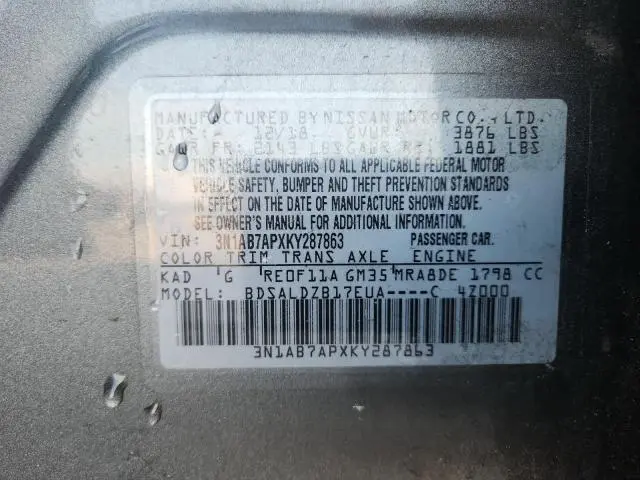 MANUFACTURED BY NISSAN MOTOR CO., LTD.
DATE: 12/18 GVWR: 3876 LBS
GAWR FR: 2143 LBS GAWR RR: 1881 LBS
THIS VEHICLE CONFORMS TO ALL APPLICABLE FEDERAL MOTOR
VEHICLE SAFETY, BUMPER AND THEFT PREVENTION STANDARDS
IN EFFECT ON THE DATE OF MANUFACTURE SHOWN ABOVE.
SEE OWNER'S MANUAL FOR ADDITIONAL INFORMATION.
VIN: 3N1AB7APXKY287863 PASSENGER CAR.
COLOR TRIM TRANS AXLE ENGINE
KAD G RE0F11A GM35 MRA8DE 1798 CC
MODEL: BDSALDZB17EUA----C 4Z000
3N1AB7APXKY287863